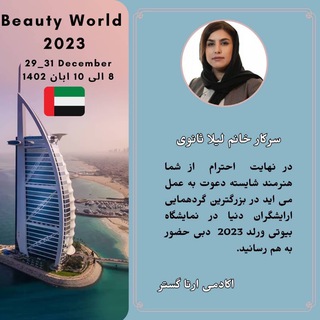 Beauty World
2023
29_31 December
8 الی 10 ابان 1402
سرکار خانم لیلا ثانوی
در نهایت احترام از شما
هنرمند شایسته دعوت به عمل
می اید در بزرگترین گردهمایی
ارایشگران دنیا در نمایشگاه
بیوتی ورلد 2023 دبی حضور
به هم رسانید.
اکادمی ارنا گستر